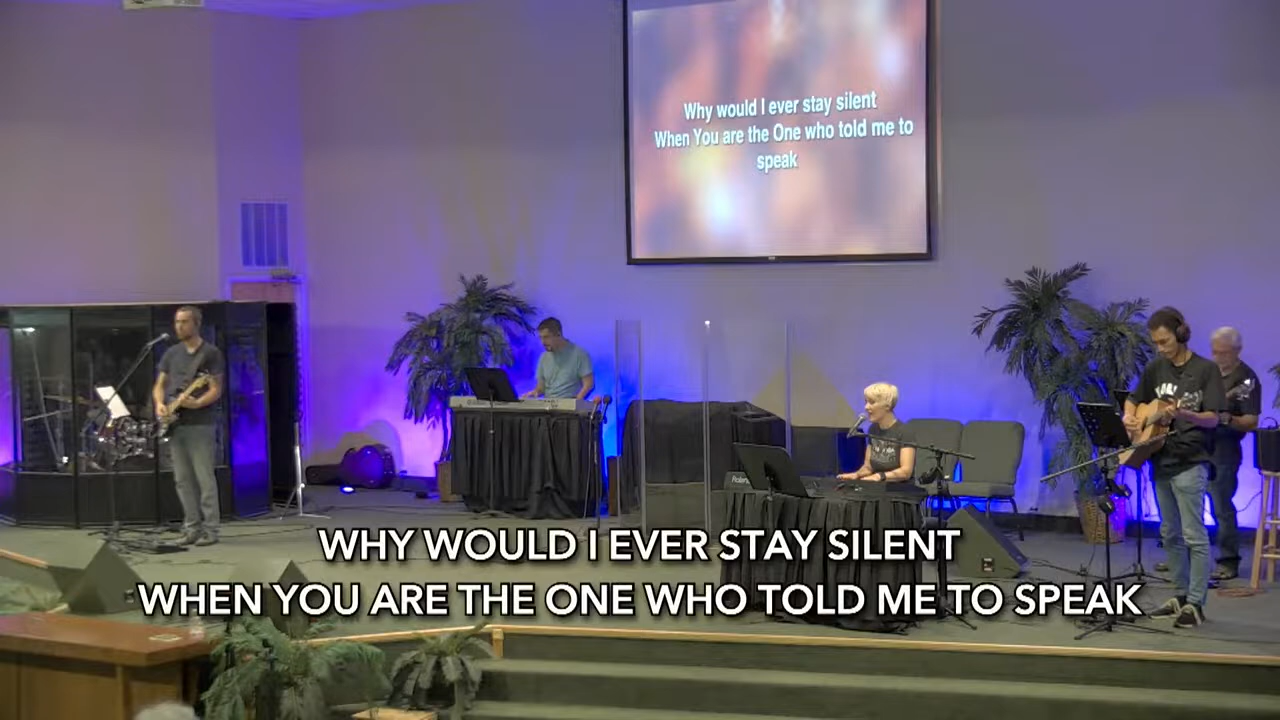 Why would I ever stay silent
When You are the One who told me to
speak
Roland
WHY WOULD I EVER STAY SILENT
WHEN YOU ARE THE ONE WHO TOLD ME TO SPEAK